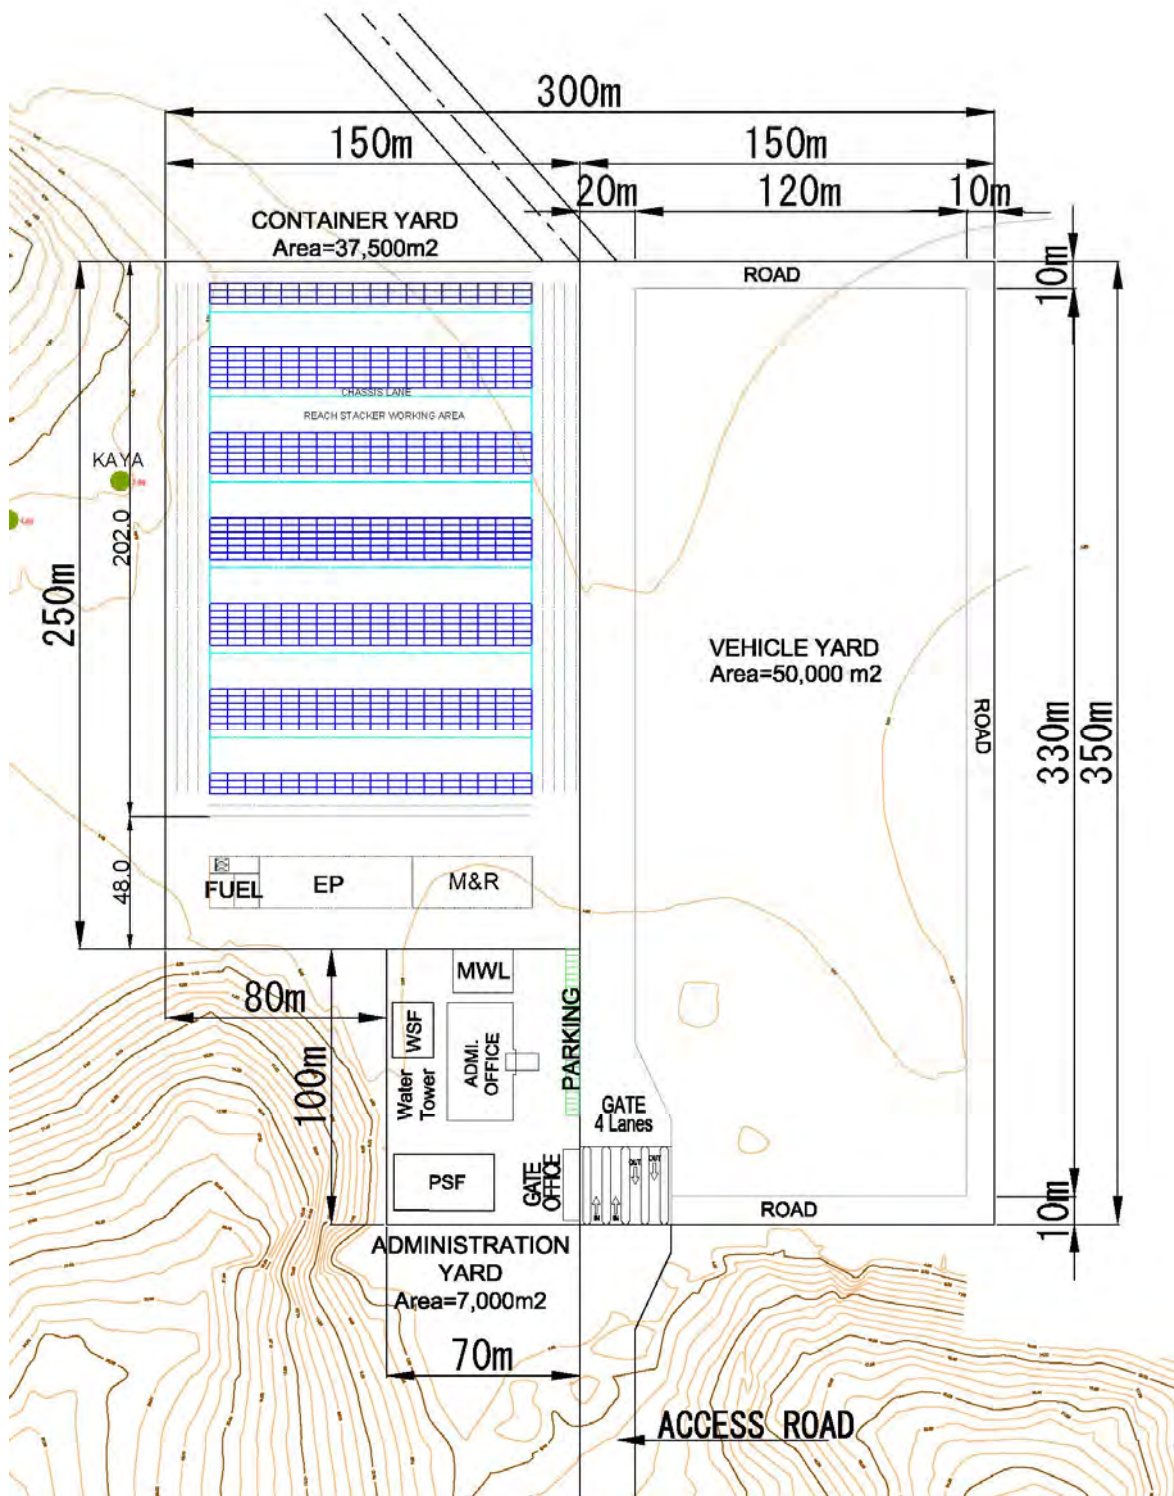 300m
150m
150m
20m
120m
10m
CONTAINER YARD
Area=37,500m2
ROAD
10m
CHASSIS LANE
REACH STACKER WORKING AREA
KAYA
202.0
250m
VEHICLE YARD
Area=50,000 m2
ROAD
330m
350m
48.0
FUEL
EP
M&R
80m
MWL
WSF
ADMI.
OFFICE
PARKING
100m
Water
Tower
GATE
4 Lanes
OUT
OUT
IN
IN
PSF
GATE
OFFICE
ROAD
10m
ADMINISTRATION
YARD
Area=7,000m2
70m
ACCESS ROAD